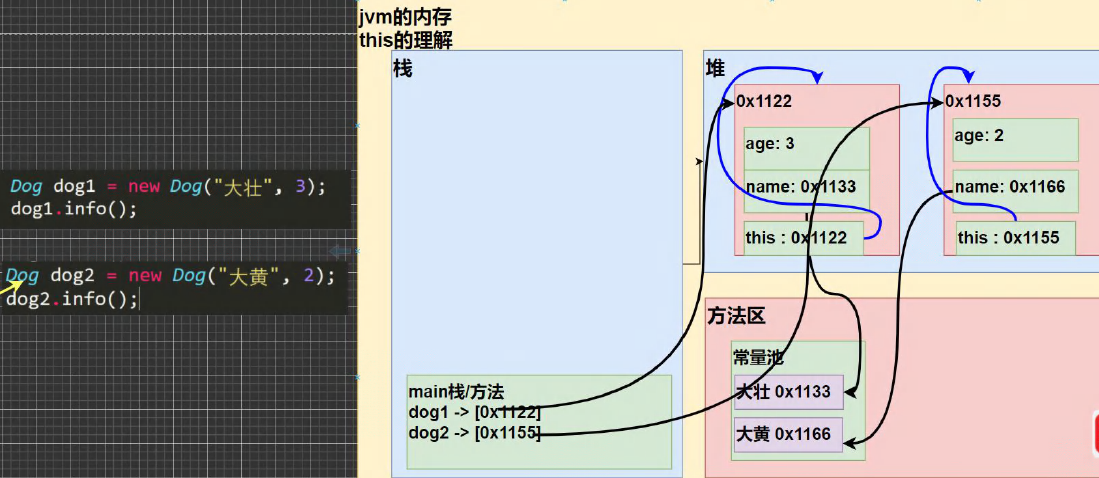 Dog dog1 = new Dog("大壮", 3);
dog1.info();
Dog dog2 = new Dog("大黄", 2);
dog2.info();
jvm的内存
this的理解
栈
main栈/方法
dog1 -> [0x1122]
dog2 -> [0x1155]
堆
0x1122
age: 3
name: 0x1133
this : 0x1122
0x1155
age: 2
name: 0x1166
this : 0x1155
方法区
常量池
大壮 0x1133
大黄 0x1166